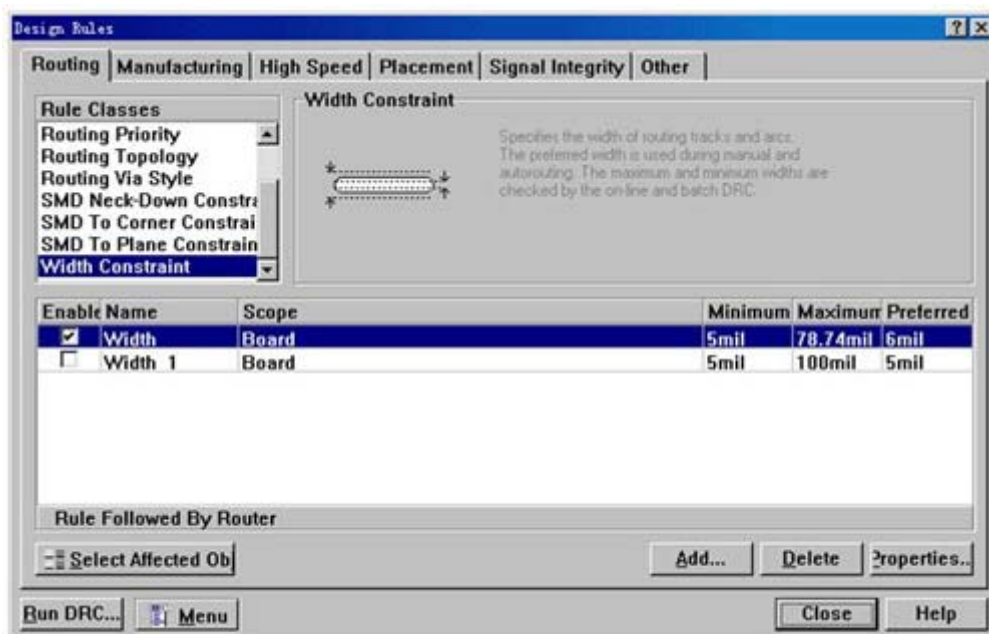 Design Rules
Routing Manufacturing High Speed Placement Signal Integrity Other
Rule Classes
Routing Priority
Routing Topology
Routing Via Style
SMD Neck-Down Constra
SMD To Corner Constrai
SMD To Plane Constrain
Width Constraint
Width Constraint
Specifies the width of routing tracks and arcs.
The preferred width is used during manual and
autorouting. The maximum and minimum widths are
checked by the on-line and batch DRC.
Enable Name Scope Minimum Maximum Preferred
Width Board 5mil 78.74mil 6mil
Width 1 Board 5mil 100mil 5mil
Rule Followed By Router
Select Affected Ob Add... Delete Properties..
Run DRC... Menu Close Help